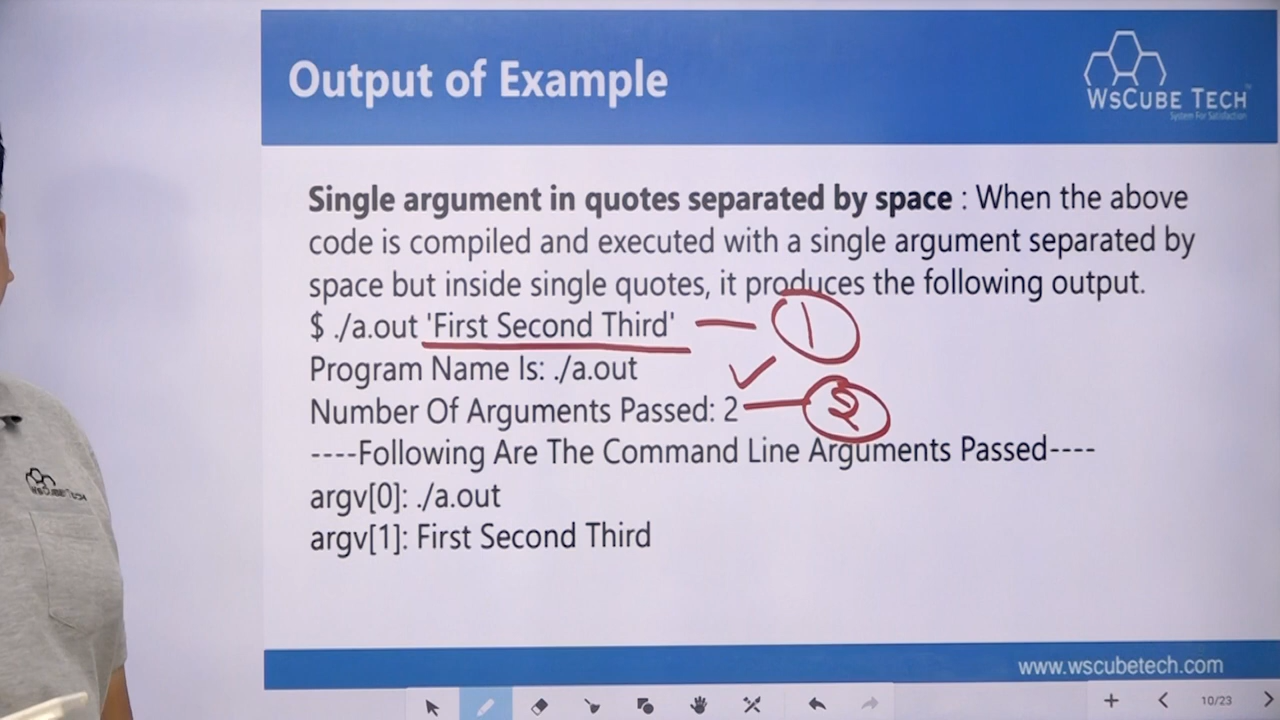 Output of Example
WSCUBE TECH
System For Satisfaction
Single argument in quotes separated by space : When the above
code is compiled and executed with a single argument separated by
space but inside single quotes, it produces the following output.
$ ./a.out 'First Second Third' — 1
Program Name Is: ./a.out
Number Of Arguments Passed: 2 — 2
----Following Are The Command Line Arguments Passed----
argv[0]: ./a.out
argv[1]: First Second Third
WSCUBE TECH
www.wscubetech.com
10/23